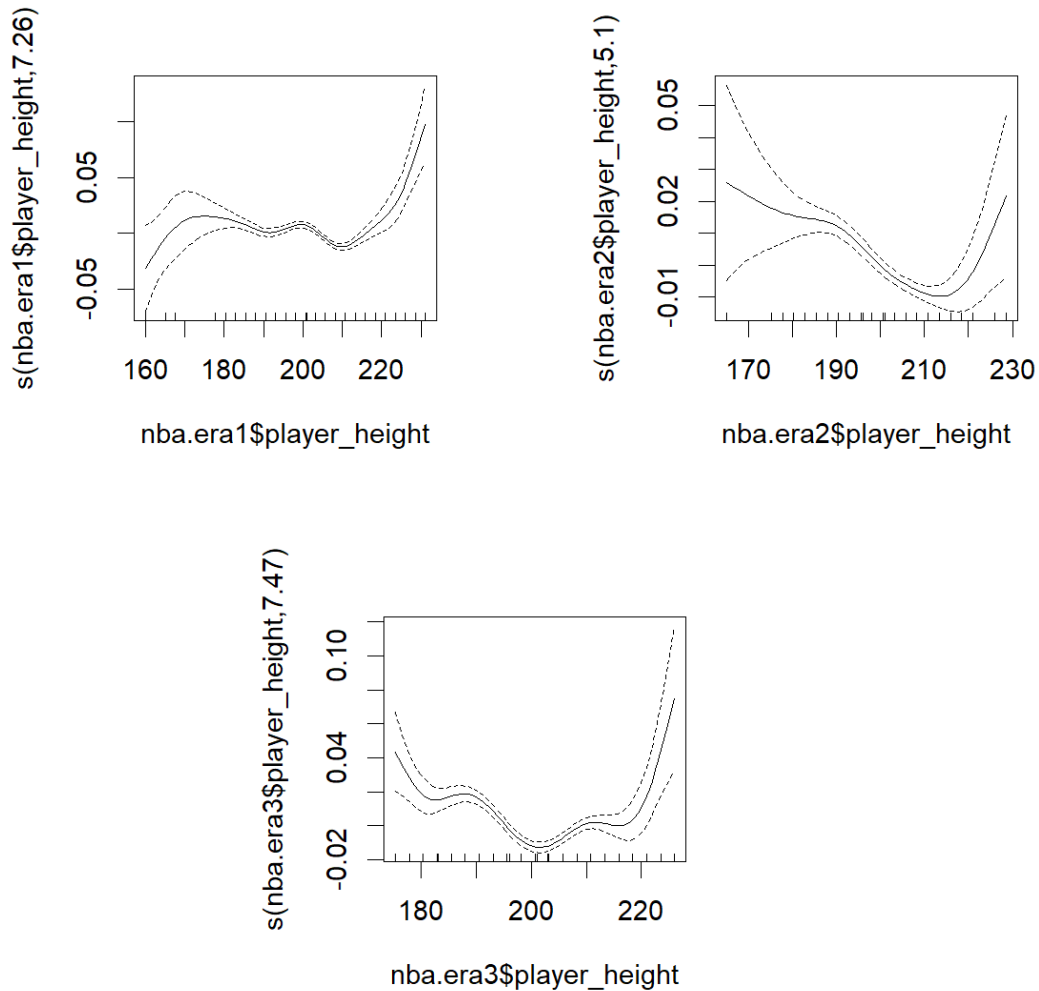 s(nba.era1$player_height,7.26)
0.05
-0.05
160 180 200 220
nba.era1$player_height
s(nba.era2$player_height,5.1)
0.05
0.02
-0.01
170 190 210 230
nba.era2$player_height
s(nba.era3$player_height,7.47)
0.10
0.04
-0.02
180 200 220
nba.era3$player_height